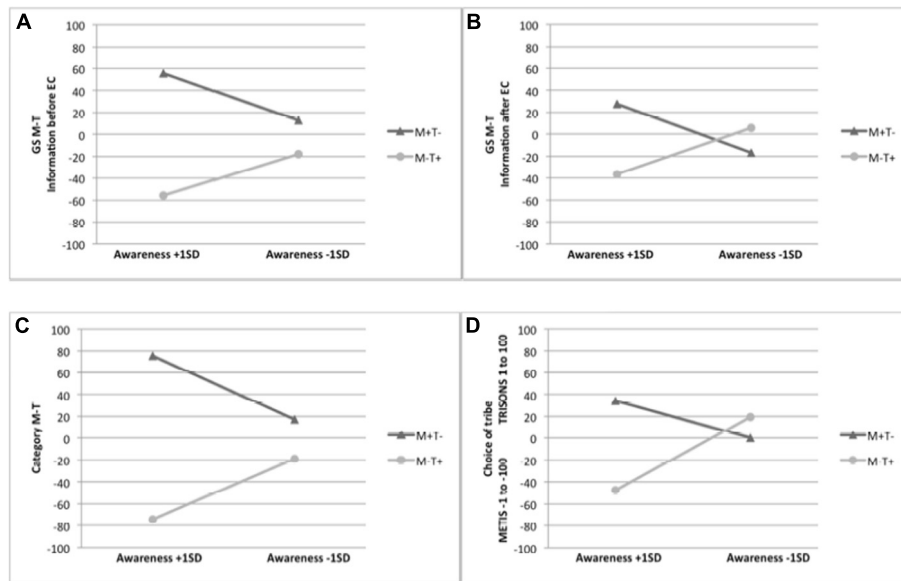 A
GS M-T
Information before EC
100
80
60
40
20
0
-20
-40
-60
-80
-100
Awareness +1SD
Awareness -1SD
M+T-
M-T+
B
GS M-T
Information after EC
100
80
60
40
20
0
-20
-40
-60
-80
-100
Awareness +1SD
Awareness -1SD
M+T-
M-T+
C
Category M-T
100
80
60
40
20
0
-20
-40
-60
-80
-100
Awareness +1SD
Awareness -1SD
M+T-
M T+
D
Choice of tribe
METIS -1 to -100 TRISONS 1 to 100
100
80
60
40
20
0
-20
-40
-60
-80
-100
Awareness +1SD
Awareness -1SD
M+T-
M T+